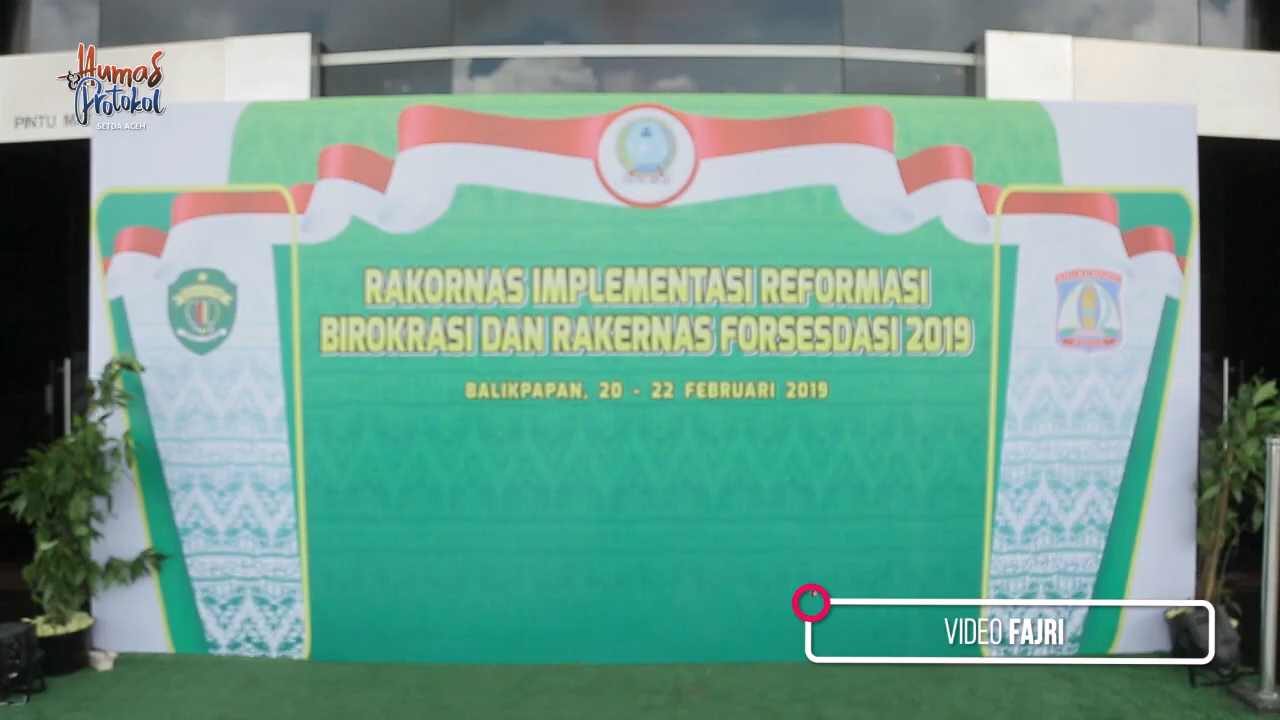 Humas
& Protokol
SETDA ACEH
PINTU
RAKORNAS IMPLEMENTASI REFORMASI
BIROKRASI DAN RAKERNAS FORSESDASI 2019
BALIKPAPAN, 20 - 22 FEBRUARI 2019
VIDEO FAJRI